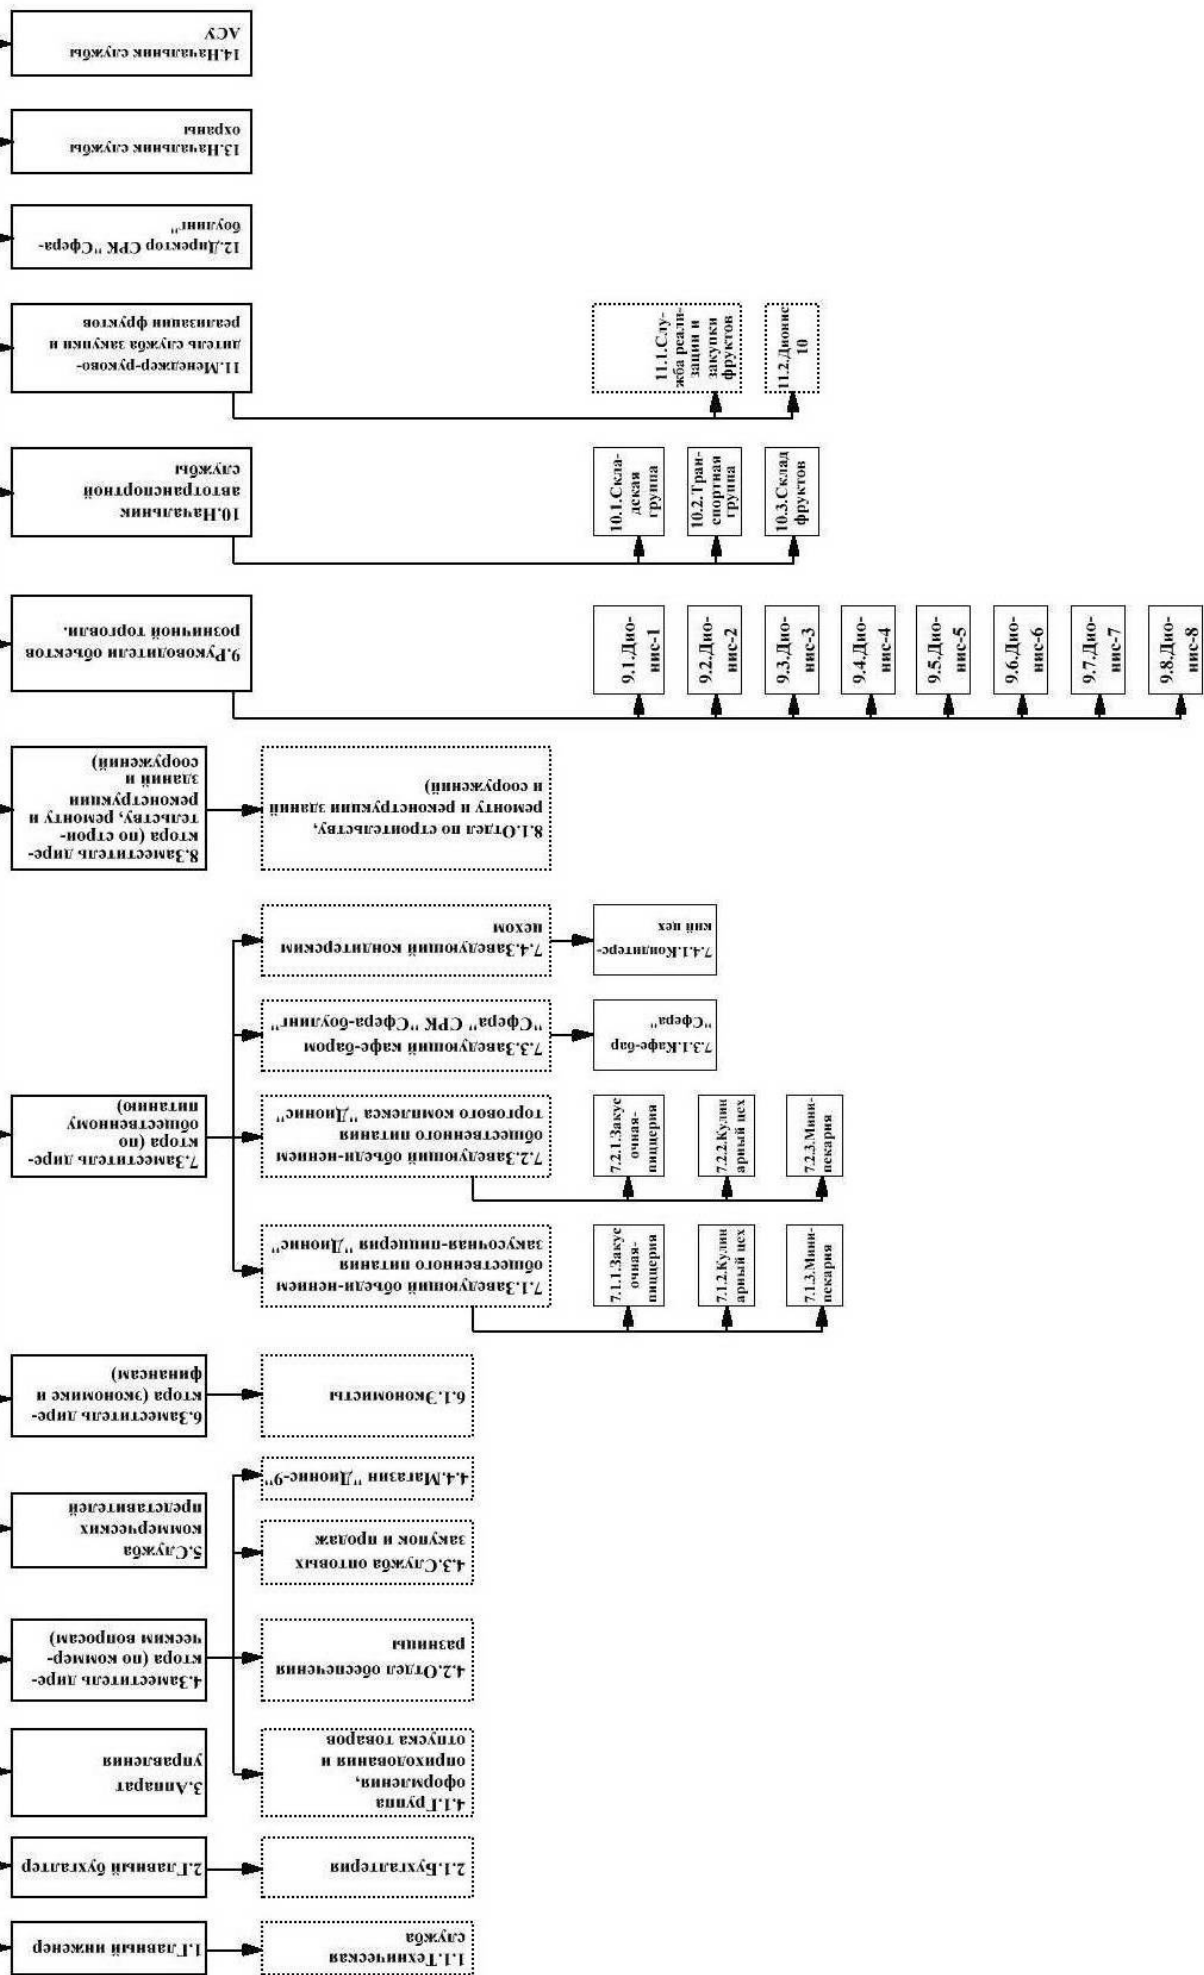 1.Главный инженер
1.1.Техническая
служба
2.Главный бухгалтер
2.1.Бухгалтерия
3.Аппарат
управления
4.Заместитель дире-
ктора (по коммер-
ческим вопросам)
4.1.Группа
оформления,
оприходования и
отпуска товаров
4.2.Отдел обеспечения
разницы
4.3.Служба оптовых
закупок и продаж
4.4.Магазин "Дионис-9"
5.Служба
коммерческих
представителей
6.Заместитель дире-
ктора (экономике и
финансам)
6.1.Экономисты
7.Заместитель дире-
ктора (по
общественному
питанию)
7.1.Заведующий объеди-нением
общественного питания
закусочная-пиццерия "Дионис"
7.1.1.Закус
очная-
пиццерия
7.1.2.Кулин
арный цех
7.1.3.Мини-
пекария
7.2.Заведующий объеди-нением
общественного питания
торгового комплекса "Дионис"
7.2.1.Закус
очная-
пиццерия
7.2.2.Кулин
арный цех
7.2.3.Мини-
пекария
7.3.Заведующий кафе-баром
"Сфера" СРК "Сфера-боулинг"
7.3.1.Кафе-бар
"Сфера"
7.4.Заведующий кондитерским
цехом
7.4.1.Кондитерс-
кий цех
8.Заместитель дире-
ктора (по строи-
тельству, ремонту и
реконструкции
зданий и
сооружений)
8.1.Отдел по строительству,
ремонту и реконструкции зданий
и сооружений)
9.Руководители объектов
розничной торговли.
9.1.Дио-
нис-1
9.2.Дио-
нис-2
9.3.Дио-
нис-3
9.4.Дио-
нис-4
9.5.Дио-
нис-5
9.6.Дио-
нис-6
9.7.Дио-
нис-7
9.8.Дио-
нис-8
10.Начальник
автотранспортной
службы
10.1.Скла-
дская
группа
10.2.Тран-
спортная
группа
10.3.Склад
фруктов
11.Менеджер-руково-
дитель служба закупки и
реализации фруктов
11.1.Слу-
жба реали-
зации и
закупки
фруктов
11.2.Дионис
10
12.Директор СРК "Сфера-
боулинг"
13.Начальник службы
охраны
14.Начальник службы
АСУ